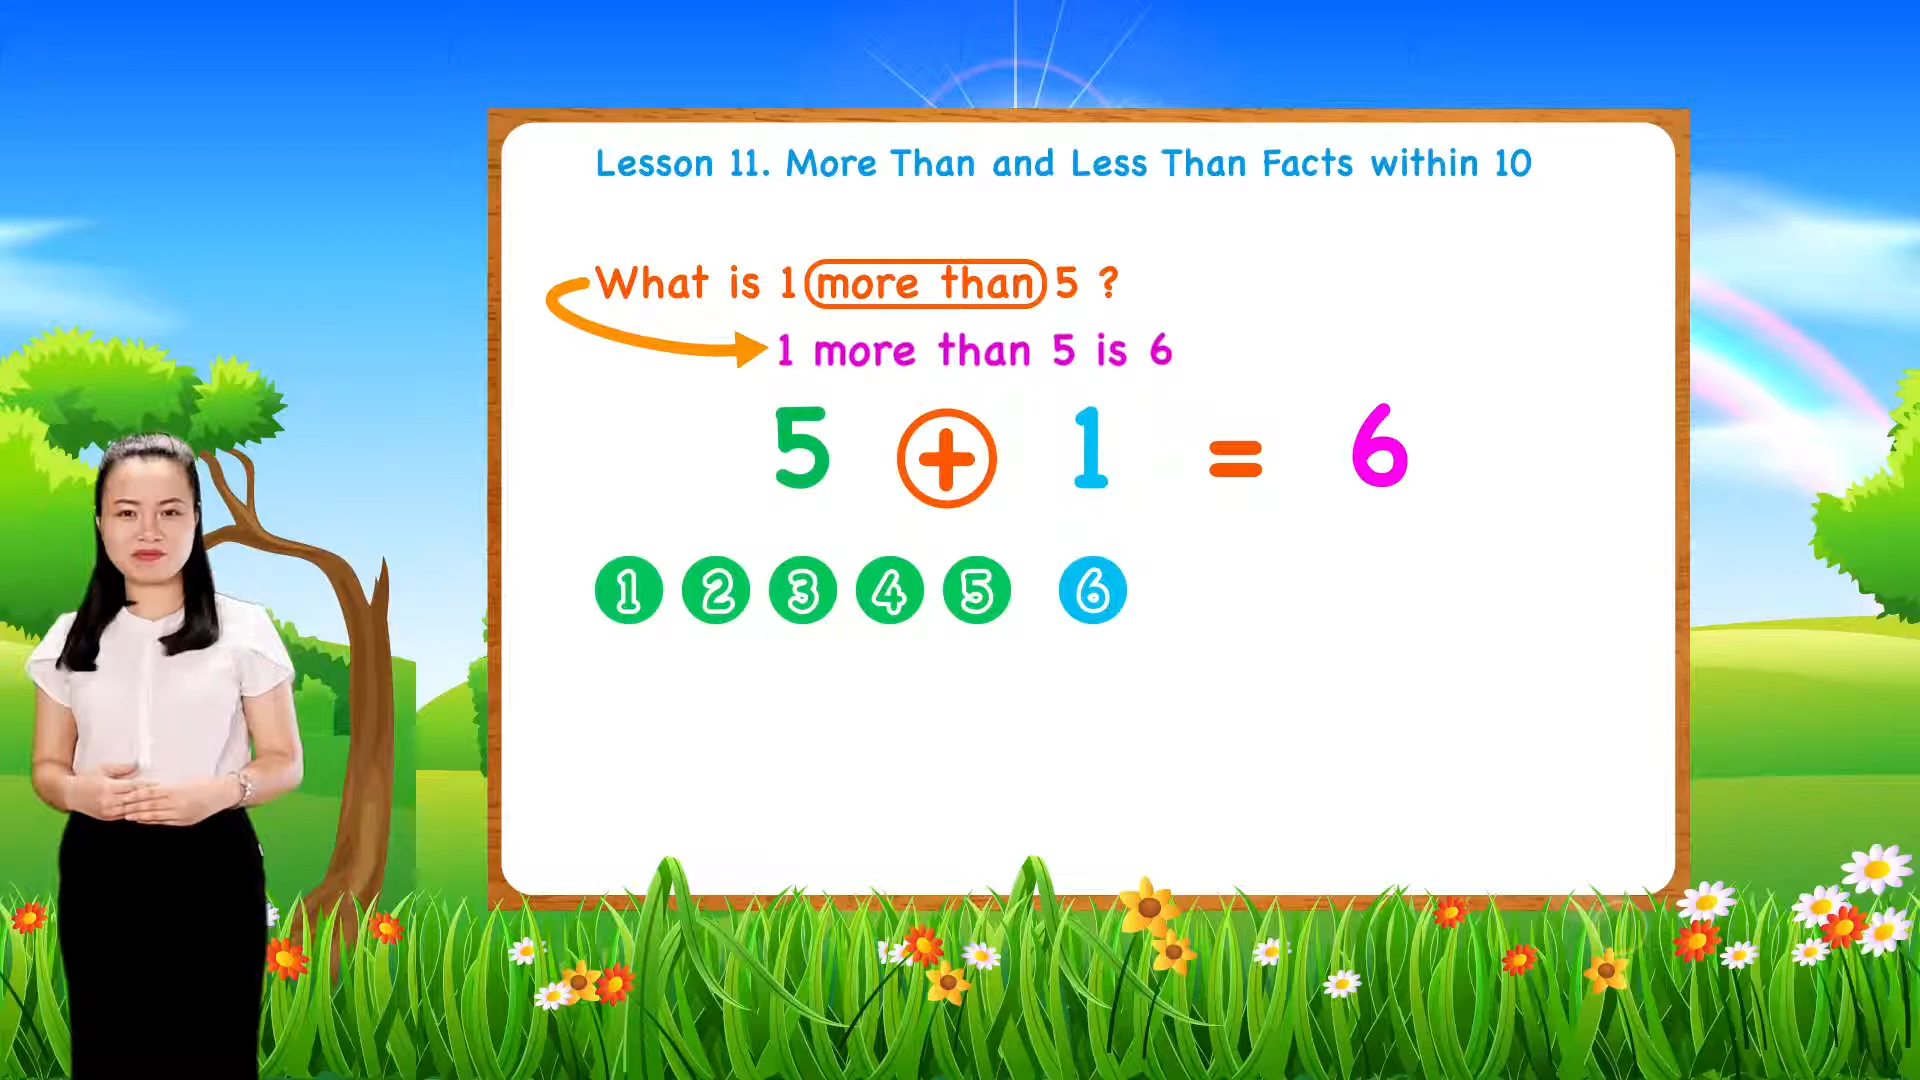 Lesson 11. More Than and Less Than Facts within 10
What is 1 more than 5 ?
1 more than 5 is 6
5 + 1 = 6
1 2 3 4 5 6